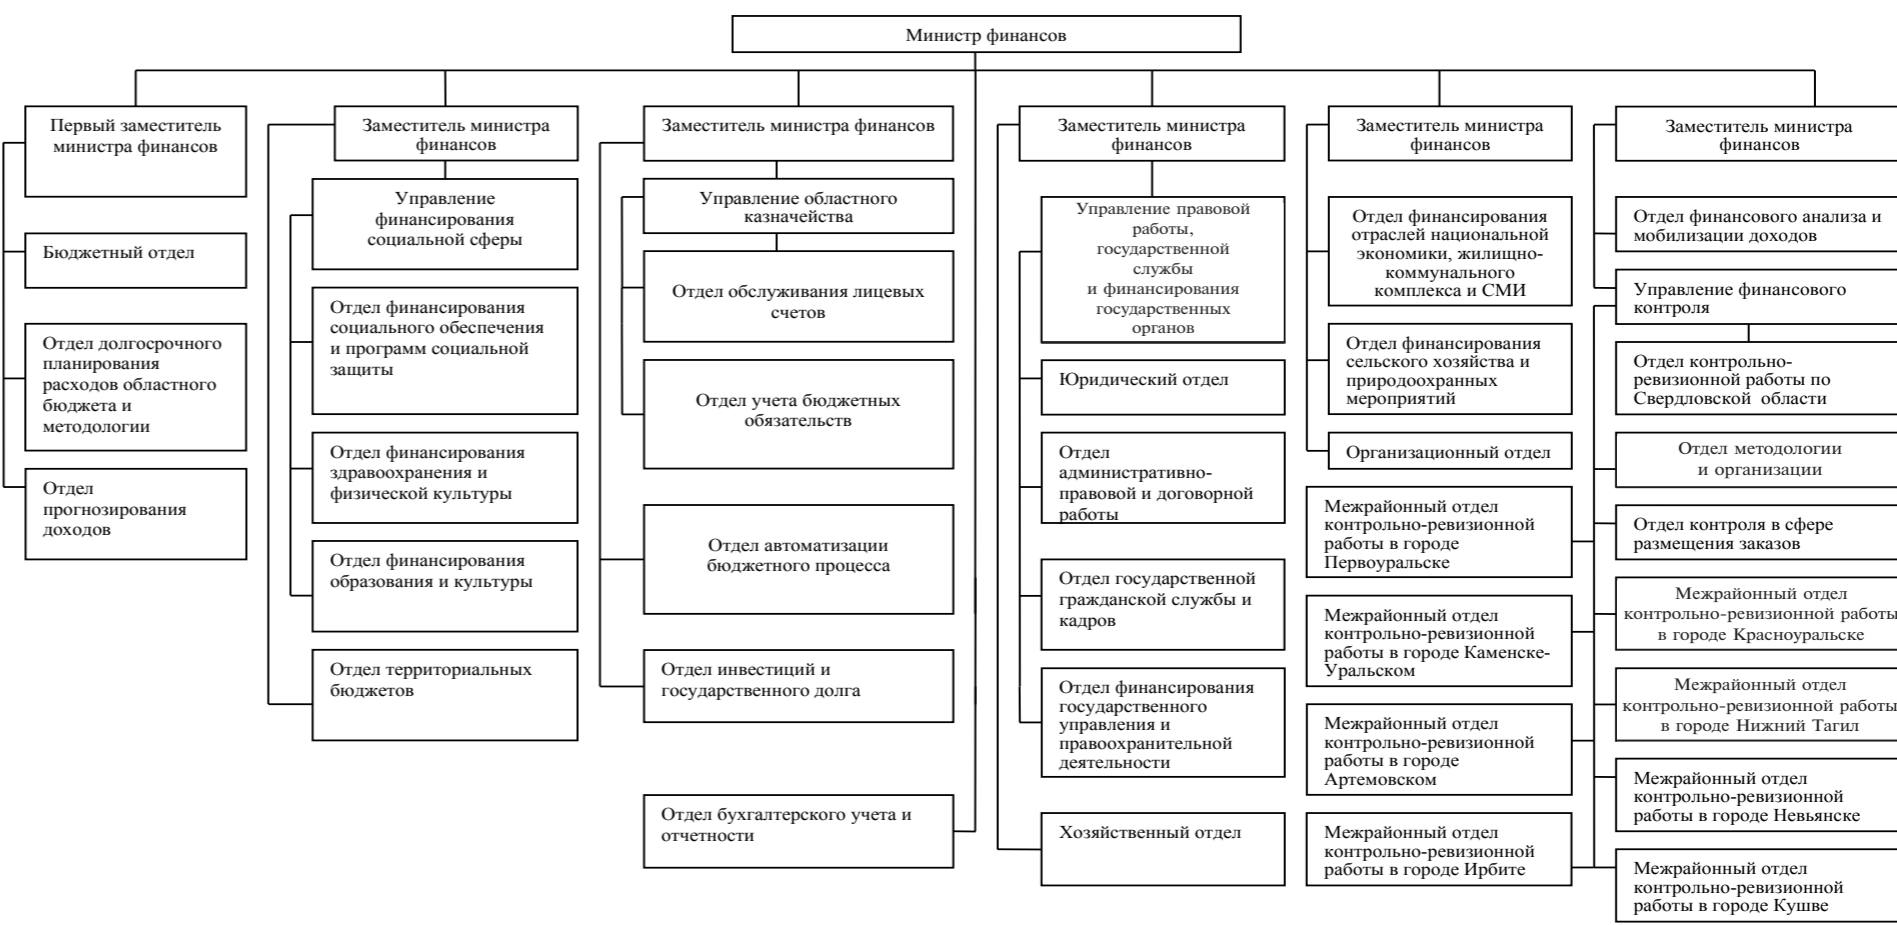 Министр финансов
Первый заместитель
министра финансов
Бюджетный отдел
Отдел долгосрочного
планирования
расходов областного
бюджета и
методологии
Отдел
прогнозирования
доходов
Заместитель министра
финансов
Управление
финансирования
социальной сферы
Отдел финансирования
социального обеспечения
и программ социальной
защиты
Отдел финансирования
здравоохранения и
физической культуры
Отдел финансирования
образования и культуры
Отдел территориальных
бюджетов
Заместитель министра финансов
Управление областного
казначейства
Отдел обслуживания лицевых
счетов
Отдел учета бюджетных
обязательств
Отдел автоматизации
бюджетного процесса
Отдел инвестиций и
государственного долга
Отдел бухгалтерского учета и
отчетности
Заместитель министра
финансов
Управление правовой
работы,
государственной
службы
и финансирования
государственных
органов
Юридический отдел
Отдел
административно-
правовой и договорной
работы
Отдел государственной
гражданской службы и
кадров
Отдел финансирования
государственного
управления и
правоохранительной
деятельности
Хозяйственный отдел
Заместитель министра
финансов
Отдел финансирования
отраслей национальной
экономики, жилищно-
коммунального
комплекса и СМИ
Отдел финансирования
сельского хозяйства и
природоохранных
мероприятий
Организационный отдел
Межрайонный отдел
контрольно-ревизионной
работы в городе
Первоуральске
Межрайонный отдел
контрольно-ревизионной
работы в городе Каменске-
Уральском
Межрайонный отдел
контрольно-ревизионной
работы в городе
Артемовском
Межрайонный отдел
контрольно-ревизионной
работы в городе Ирбите
Заместитель министра
финансов
Отдел финансового анализа и
мобилизации доходов
Управление финансового
контроля
Отдел контрольно-
ревизионной работы по
Свердловской области
Отдел методологии
и организации
Отдел контроля в сфере
размещения заказов
Межрайонный отдел
контрольно-ревизионной работы
в городе Красноуральске
Межрайонный отдел
контрольно-ревизионной работы
в городе Нижний Тагил
Межрайонный отдел
контрольно-ревизионной
работы в городе Невьянске
Межрайонный отдел
контрольно-ревизионной
работы в городе Кушве